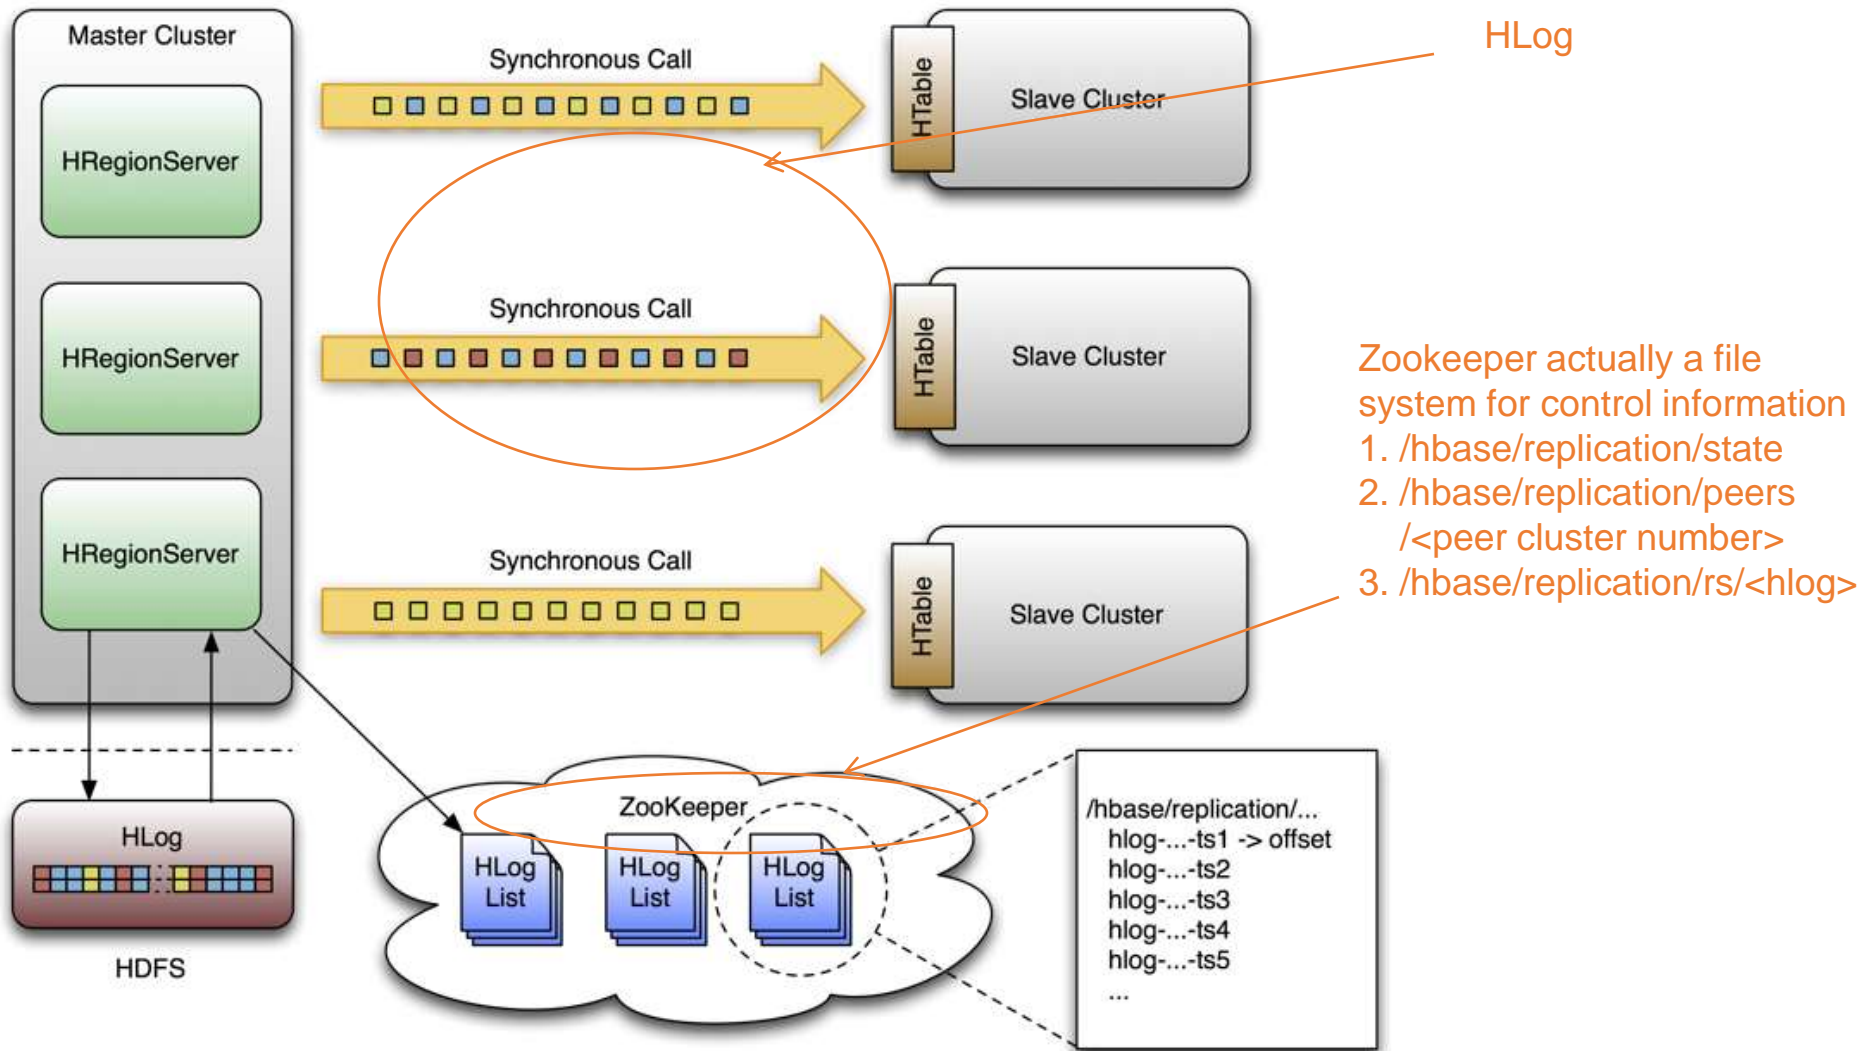 Master Cluster
HRegionServer
HRegionServer
HRegionServer
Synchronous Call
HTable
Slave Cluster
HLog
Synchronous Call
HTable
Slave Cluster
Synchronous Call
HTable
Slave Cluster
Zookeeper actually a file
system for control information
1. /hbase/replication/state
2. /hbase/replication/peers
/<peer cluster number>
3. /hbase/replication/rs/<hlog>
HLog
HDFS
ZooKeeper
HLog
List
HLog
List
HLog
List
/hbase/replication/...
hlog-...-ts1 -> offset
hlog-...-ts2
hlog-...-ts3
hlog-...-ts4
hlog-...-ts5
...